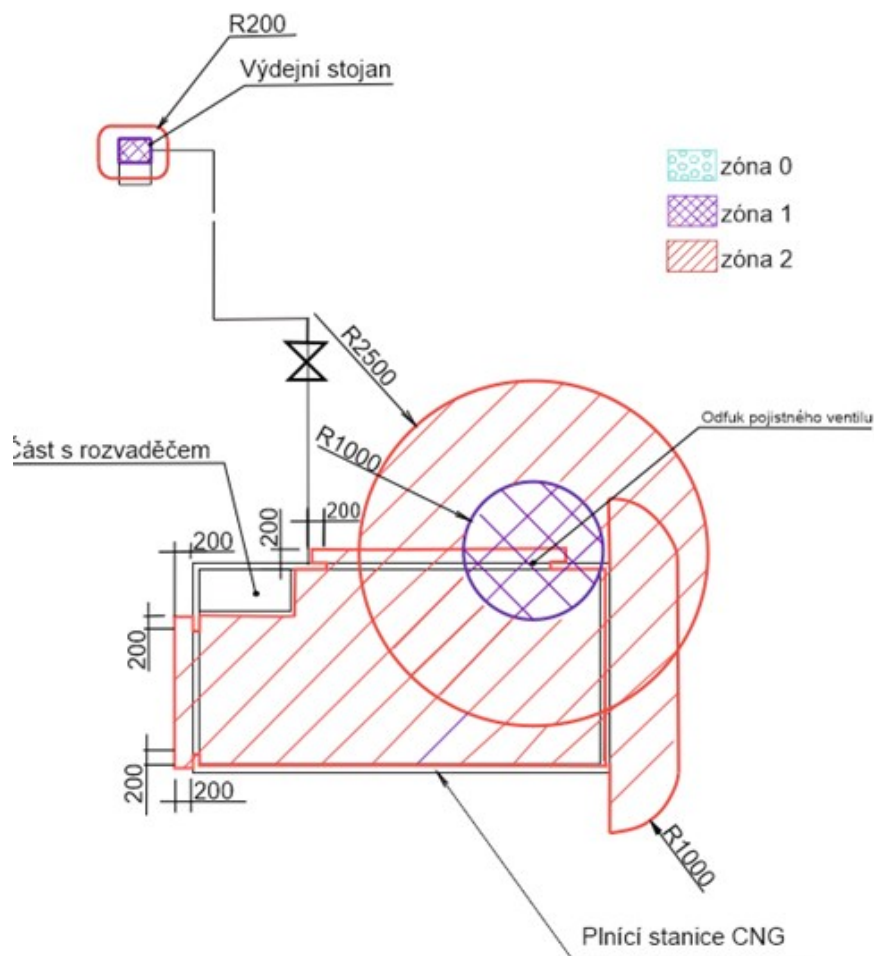 R200
Výdejní stojan
zóna 0
zóna 1
zóna 2
R2500
Odfuk pojistného ventilu
R1000
Část s rozvaděčem
200
200
200
200
200
200
R1000
Plnící stanice CNG